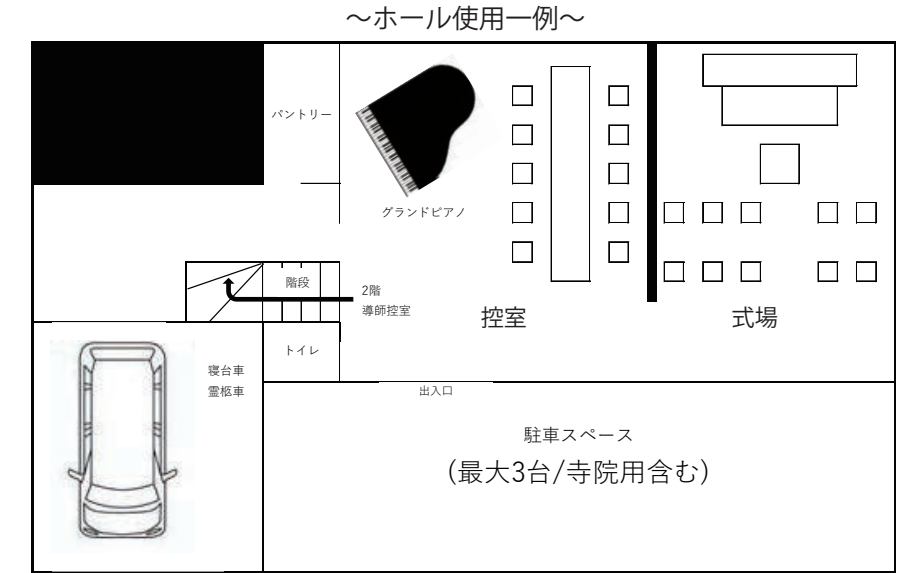 ～ホール使用一例～
パントリー
グランドピアノ
階段
2階
導師控室
控室
式場
トイレ
寝台車
霊柩車
出入口
駐車スペース
(最大3台/寺院用含む)